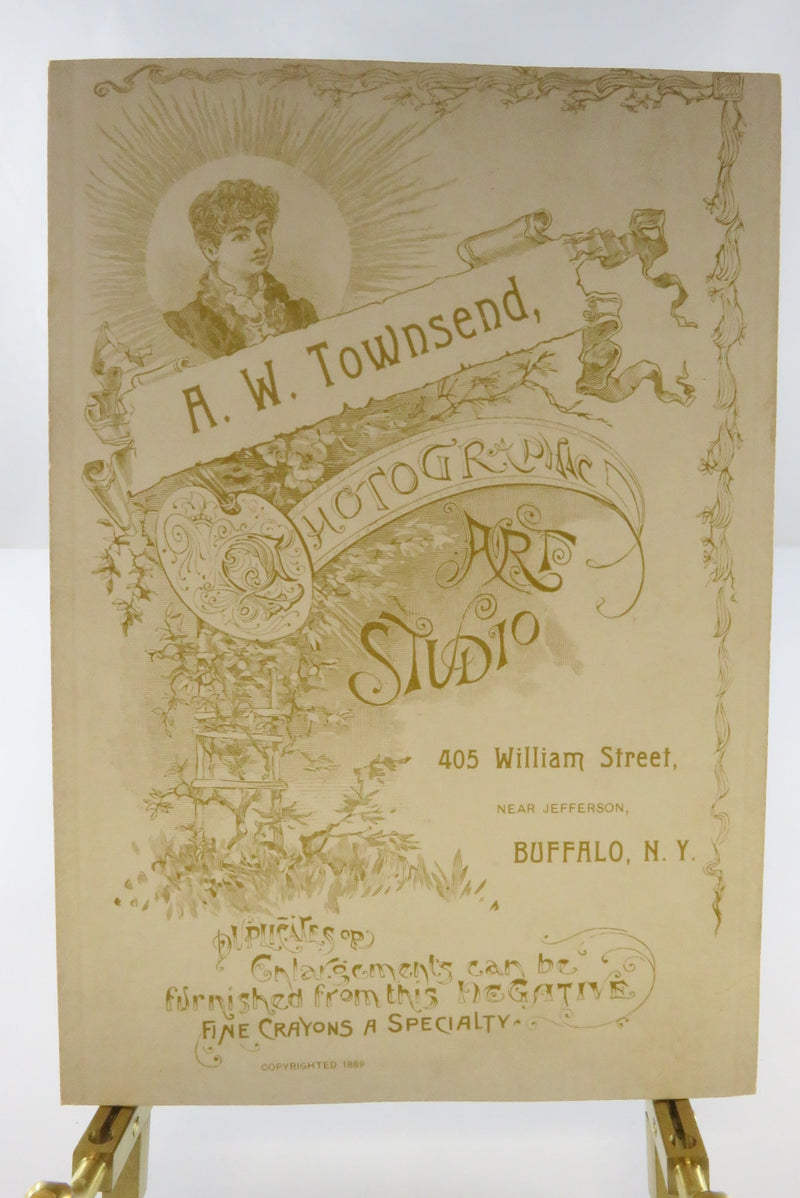 A. W. Townsend,
PHOTOGRAPHIC
ART
STUDIO
405 William Street,
NEAR JEFFERSON,
BUFFALO, N. Y.
DUPLICATES OR
Enlargements can be
furnished from this NEGATIVE
FINE CRAYONS A SPECIALTY
COPYRIGHTED 1889